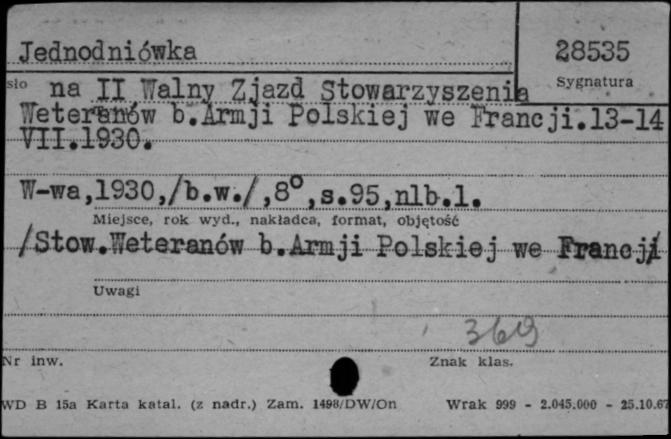 Jednodniówka
28535
sło na II Walny Zjazd Stowarzyszenia
Sygnatura
Weteranów b.Armji Polskiej we Francji.13-14
VII.1930.
W-wa,1930,/b.w./,8°,s.95,nlb.1.
Miejsce, rok wyd., nakładca, format, objętość
/Stow.Weteranów b.Armji Polskiej we Francji/
Uwagi
369
Nr inw.
Znak klas.
WD B 15a Karta katal. (z nadr.) Zam. 1498/DW/On
Wrak 999 - 2.045.000 - 25.10.67